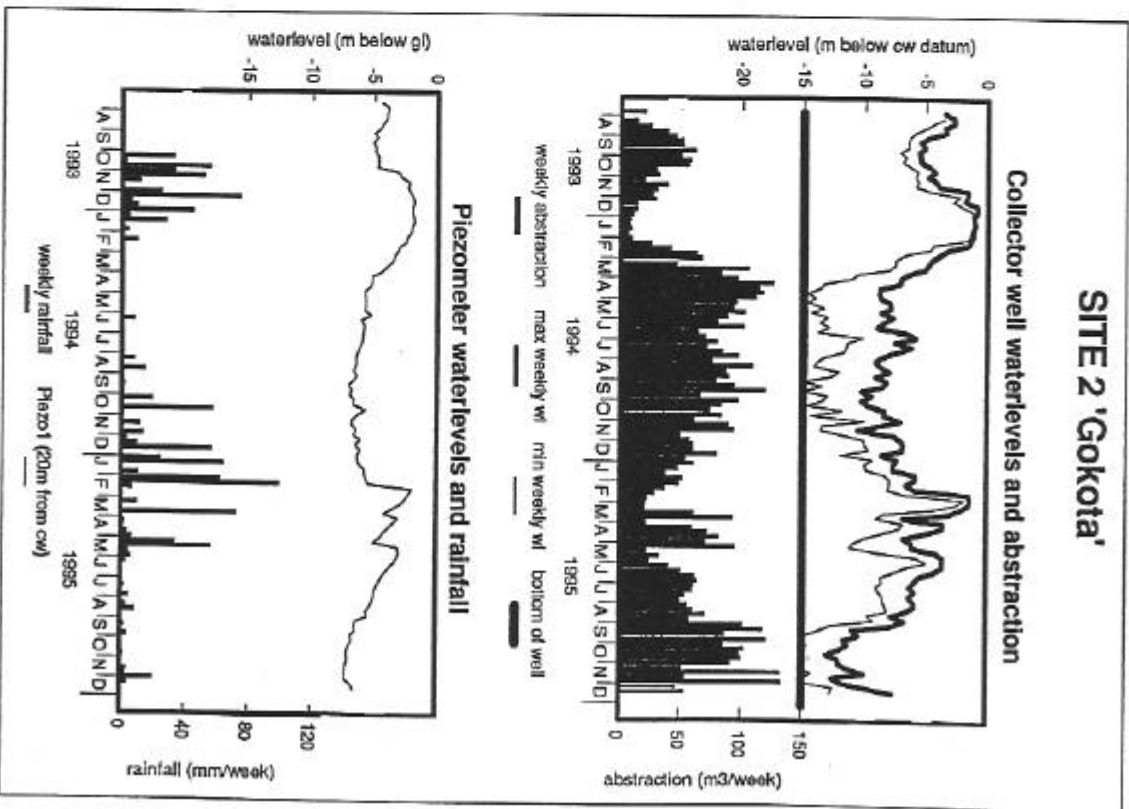 SITE 2 'Gokota'
Collector well waterlevels and abstraction
waterlevel (m below cw datum)
0
-5
-10
-15
-20
A S O N D J F M A M J J A S O N D J F M A M J J A S O N D
1993 1994 1995
0 50 100 150
abstraction (m3/week)
weekly abstraction max weekly wl min weekly wl bottom of well
Piezometer waterlevels and rainfall
waterlevel (m below gl)
0
-5
-15
A S O N D J F M A M J J A S O N D J F M A M J J A S O N D
1993 1994 1995
0 40 80 120
rainfall (mm/week)
weekly rainfall Piezo1 (20m from cw)